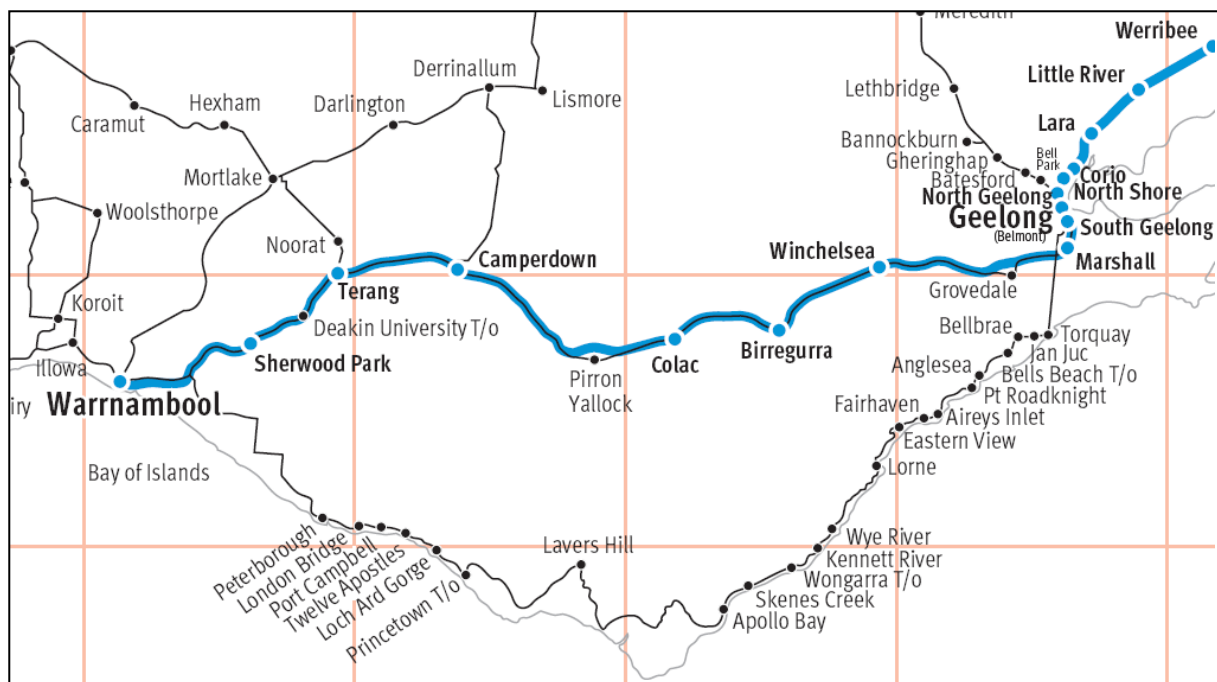 Meredith
Werribee
Derrinallum
Little River
Lethbridge
Lismore
Hexham
Darlington
Caramut
Lara
Bannockburn
Gheringhap
Bell
Park
Batesford
Corio
Mortlake
North Geelong
North Shore
Woolsthorpe
Geelong
(Belmont)
South Geelong
Noorat
Winchelsea
Camperdown
Marshall
Terang
Grovedale
Koroit
Deakin University T/o
Bellbrae
Torquay
Birregurra
Jan Juc
Sherwood Park
Colac
Illowa
Anglesea
Bells Beach T/o
Pirron
Yallock
Pt Roadknight
Warrnambool
iry
Fairhaven
Aireys Inlet
Eastern View
Bay of Islands
Lorne
Peterborough
London Bridge
Port Campbell
Twelve Apostles
Loch Ard Gorge
Princetown T/o
Lavers Hill
Wye River
Kennett River
Wongarra T/o
Skenes Creek
Apollo Bay